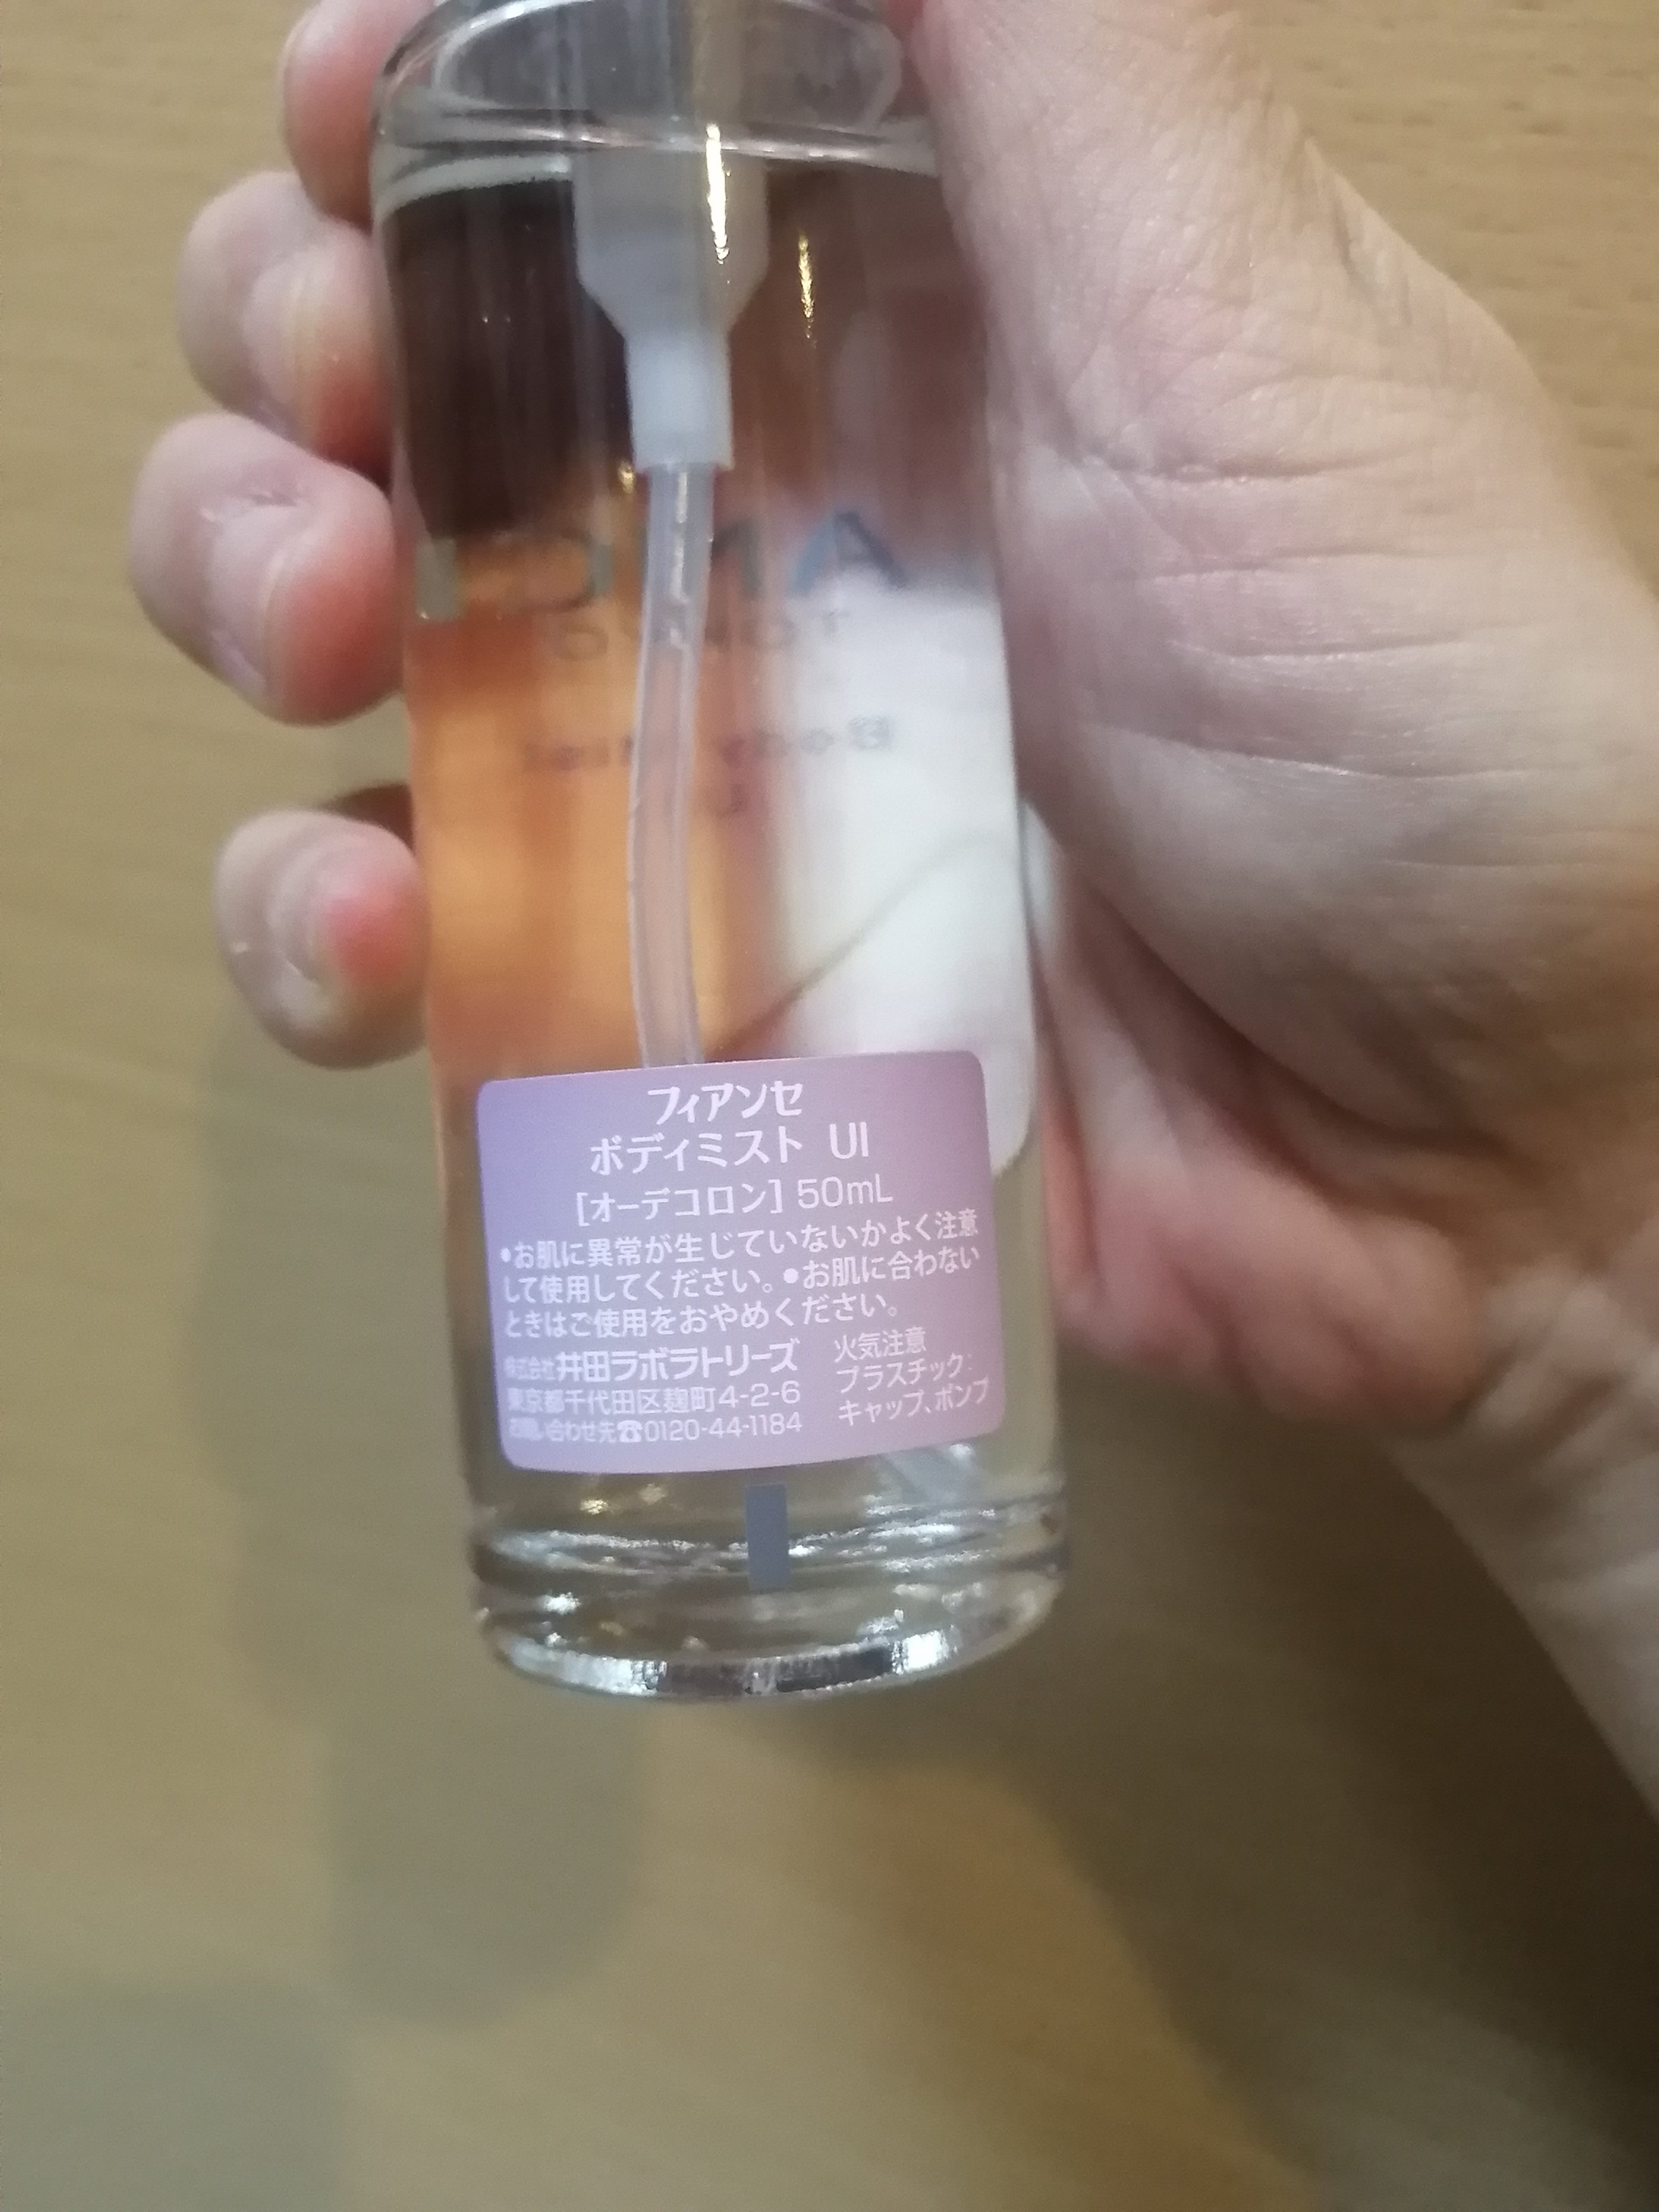 フィアンセ
ボディミスト UI
[オーデコロン] 50mL
•お肌に異常が生じていないかよく注意
して使用してください。•お肌に合わない
ときはご使用をおやめください。
株式会社井田ラボラトリーズ
東京都千代田区麹町4-2-6
お問い合わせ先☎0120-44-1184
火気注意
プラスチック:
キャップ、ポンプ